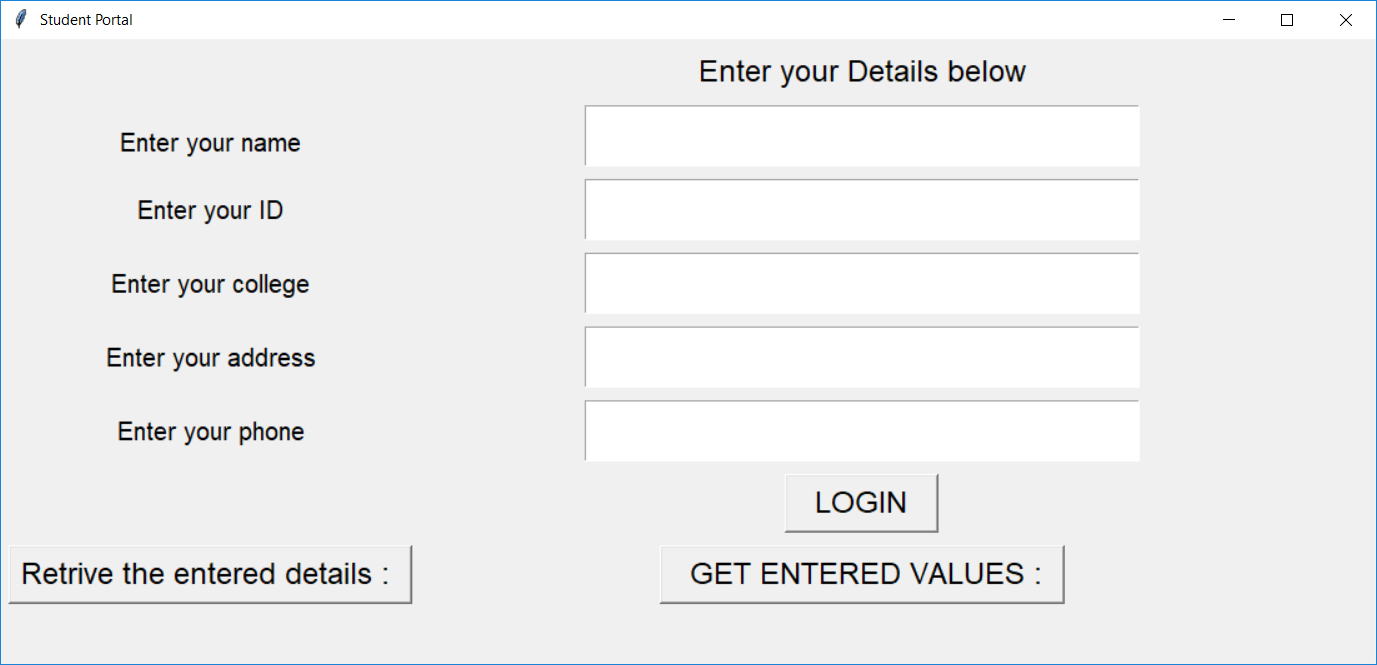 Student Portal
Enter your Details below
Enter your name
Enter your ID
Enter your college
Enter your address
Enter your phone
LOGIN
Retrive the entered details :
GET ENTERED VALUES :